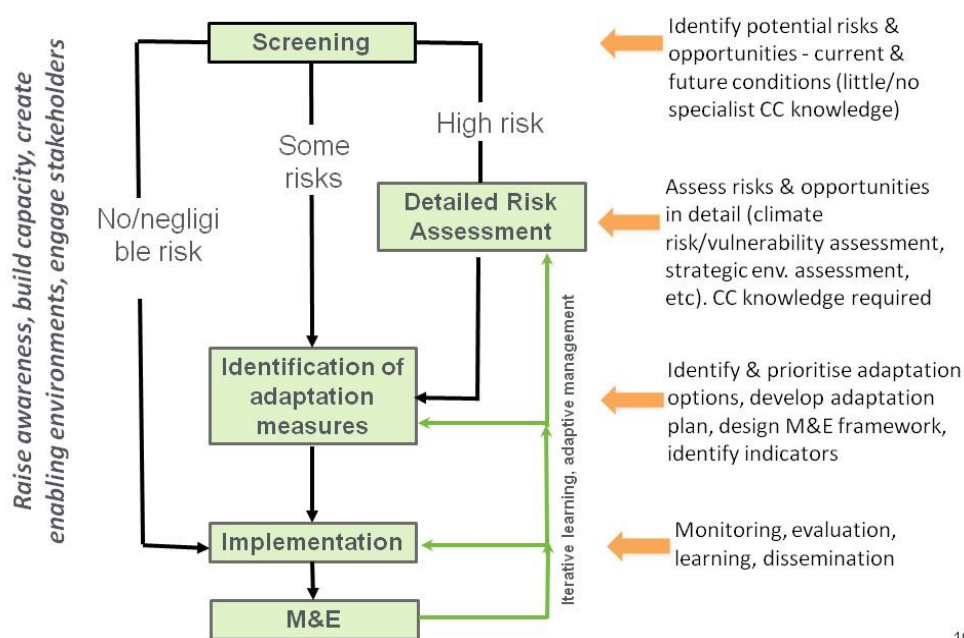 Raise awareness, build capacity, create
enabling environments, engage stakeholders
Screening
Identify potential risks &
opportunities - current &
future conditions (little/no
specialist CC knowledge)
High risk
Some
risks
No/negligi
ble risk
Detailed Risk
Assessment
Assess risks & opportunities
in detail (climate
risk/vulnerability assessment,
strategic env. assessment,
etc). CC knowledge required
Iterative learning, adaptive management
Identification of
adaptation
measures
Identify & prioritise adaptation
options, develop adaptation
plan, design M&E framework,
identify indicators
Implementation
Monitoring, evaluation,
learning, dissemination
M&E